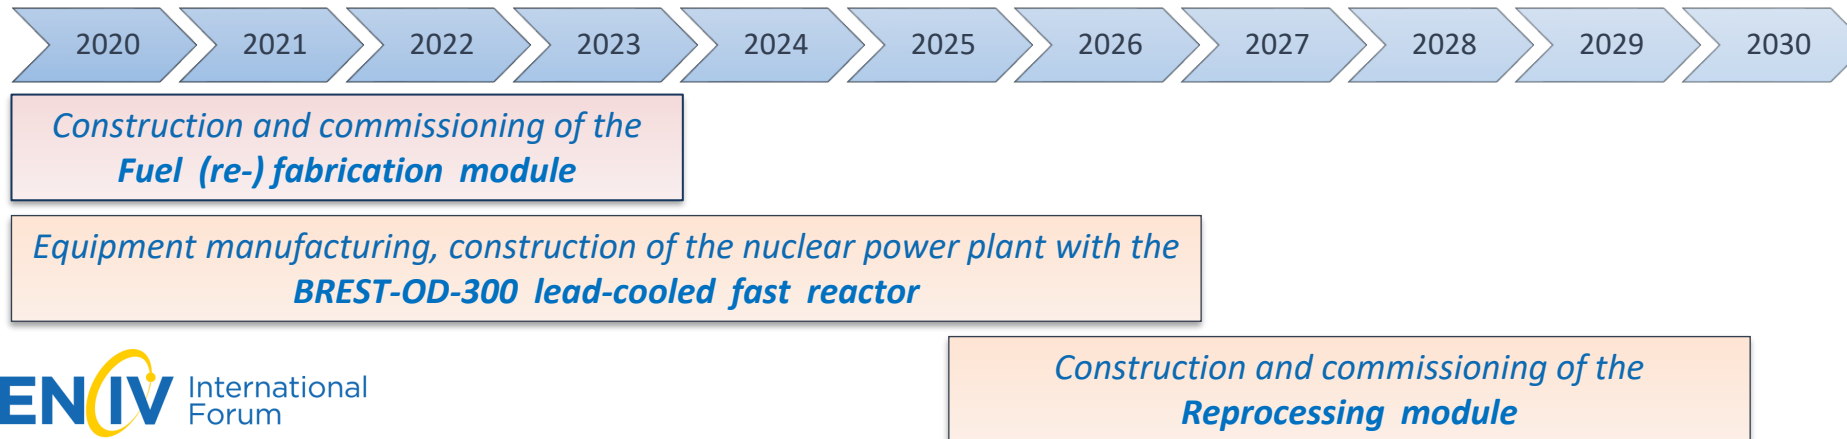 2020 2021 2022 2023 2024 2025 2026 2027 2028 2029 2030
Construction and commissioning of the
Fuel (re-) fabrication module
Equipment manufacturing, construction of the nuclear power plant with the
BREST-OD-300 lead-cooled fast reactor
Construction and commissioning of the
Reprocessing module
ENIV International
Forum